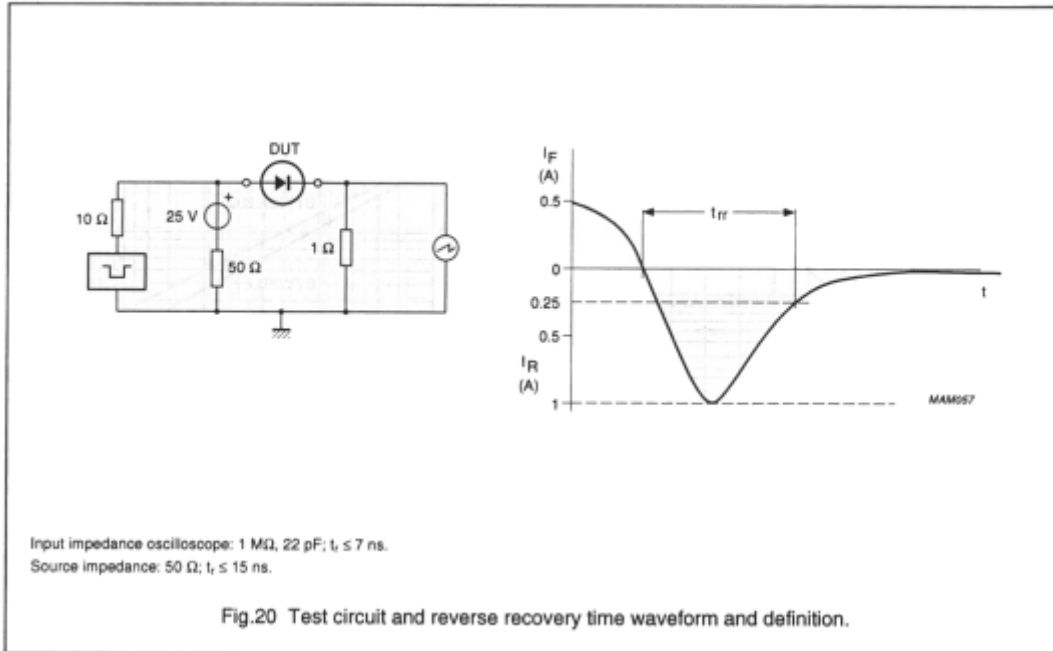 DUT
+
10 Ω
25 V
50 Ω
1 Ω
I_F
(A)
0.5
t_rr
0
t
0.25
0.5
I_R
(A)
1
MAM057
Input impedance oscilloscope: 1 MΩ, 22 pF; t_r ≤ 7 ns.
Source impedance: 50 Ω; t_r ≤ 15 ns.
Fig.20 Test circuit and reverse recovery time waveform and definition.